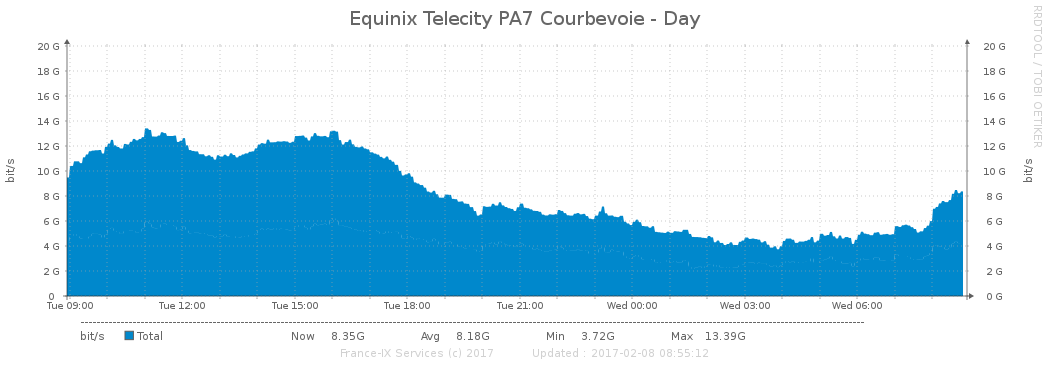 Equinix Telecity PA7 Courbevoie - Day
RRDTOOL / TOBI OETIKER
20 G 20 G
18 G 18 G
16 G 16 G
14 G 14 G
12 G 12 G
10 G 10 G
8 G 8 G
6 G 6 G
4 G 4 G
2 G 2 G
0 0 G
bit/s bit/s
Tue 09:00 Tue 12:00 Tue 15:00 Tue 18:00 Tue 21:00 Wed 00:00 Wed 03:00 Wed 06:00
bit/s Total Now 8.35G Avg 8.18G Min 3.72G Max 13.39G
France-IX Services (c) 2017 Updated : 2017-02-08 08:55:12